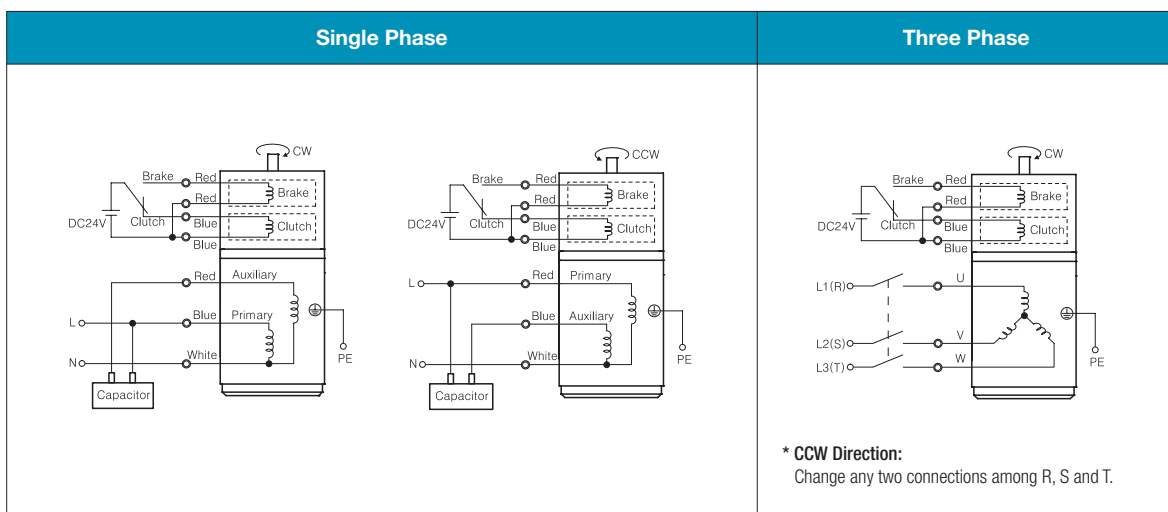 Single Phase
Three Phase
CW
Brake Red
Brake
Red
DC24V Clutch Blue
Clutch
Blue
Red Auxiliary
L Blue Primary
N White
PE
Capacitor
CCW
Brake Red
Brake
Red
DC24V Clutch Blue
Clutch
Blue
L Red Primary
Blue Auxiliary
N White
PE
Capacitor
CW
Brake Red
Brake
Red
DC24V Clutch Blue
Clutch
Blue
L1(R) U
L2(S) V
L3(T) W
PE
* CCW Direction:
Change any two connections among R, S and T.